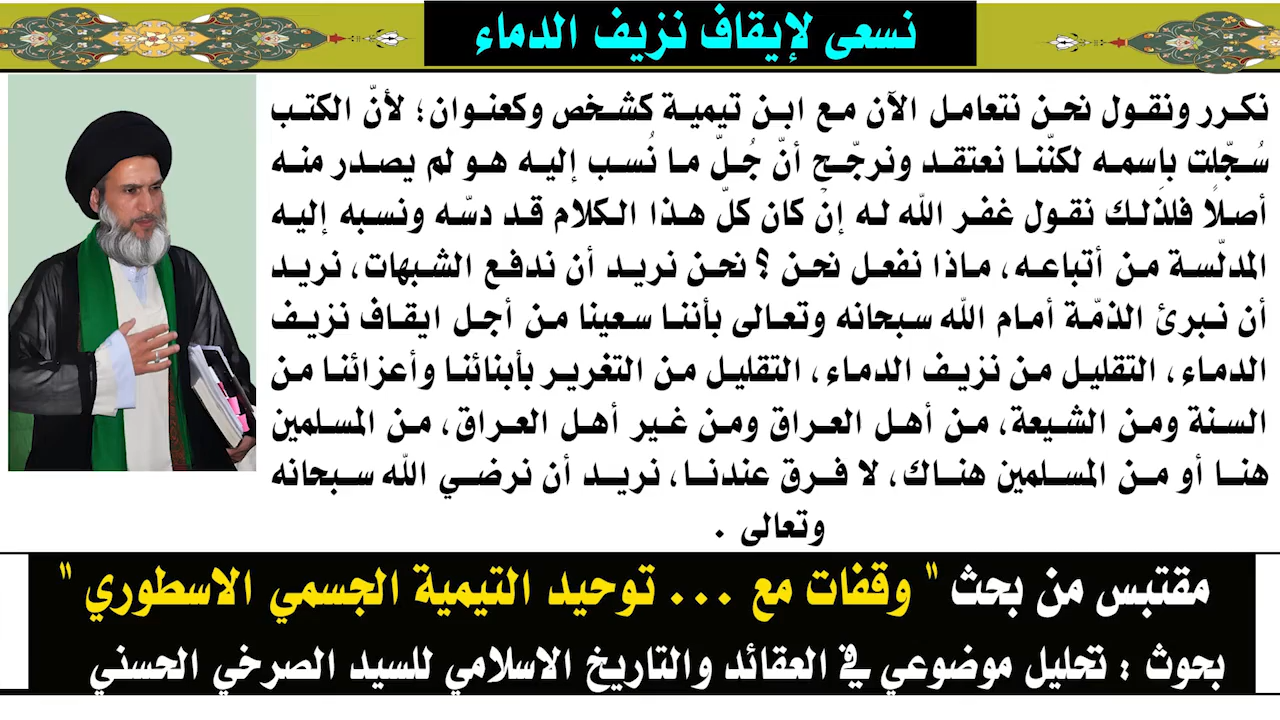 نسعى لإيقاف نزيف الدماء
نكرر ونقول نحن نتعامل الآن مع ابن تيمية كشخص وكعنوان؛ لأنّ الكتب
سُجّلت باسمه لكنّنا نعتقد ونرجّح أنّ جُلّ ما نُسب إليه هو لم يصدر منه
أصلًا فلذلك نقول غفر الله له إنْ كان كلّ هذا الكلام قد دسّه ونسبه إليه
المدلّسة من أتباعه، ماذا نفعل نحن ؟ نحن نريد أن ندفع الشبهات، نريد
أن نبرئ الذمّة أمام الله سبحانه وتعالى بأننا سعينا من أجل ايقاف نزيف
الدماء، التقليل من نزيف الدماء، التقليل من التغرير بأبنائنا وأعزائنا من
السنة ومن الشيعة، من أهل العراق ومن غير أهل العراق، من المسلمين
هنا أو من المسلمين هناك، لا فرق عندنا، نريد أن نرضي الله سبحانه
وتعالى .
مقتبس من بحث " وقفات مع ... توحيد التيمية الجسمي الاسطوري "
بحوث : تحليل موضوعي في العقائد والتاريخ الاسلامي للسيد الصرخي الحسني